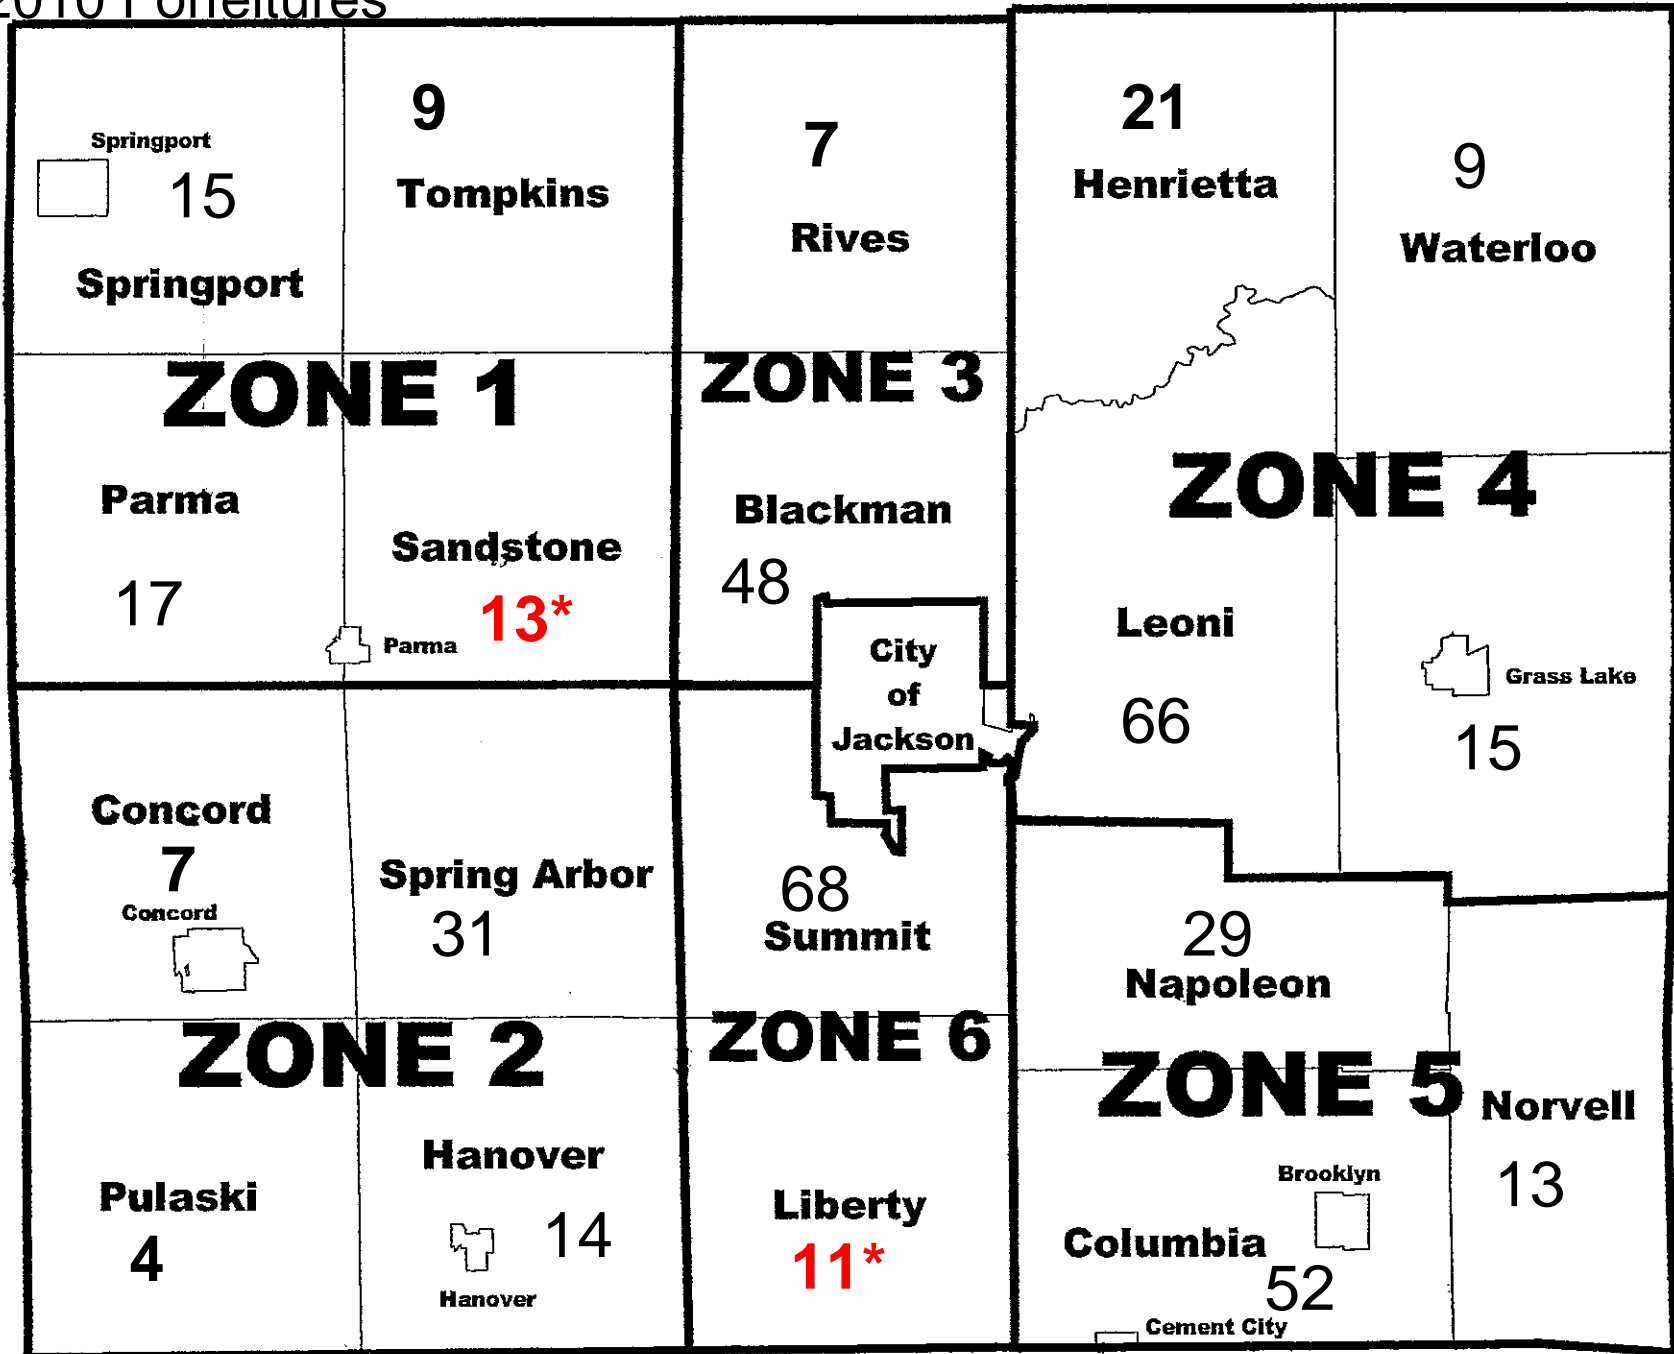 2010 Forfeitures
9
Tompkins
7
Rives
21
Henrietta
9
Waterloo
Springport
15
Springport
ZONE 1
ZONE 3
ZONE 4
Parma
17
Sandstone
13*
Parma
Blackman
48
City
of
Jackson
Leoni
66
Grass Lake
15
Concord
7
Concord
Spring Arbor
31
68
Summit
29
Napoleon
ZONE 2
ZONE 6
ZONE 5
Norvell
13
Pulaski
4
Hanover
14
Hanover
Liberty
11*
Brooklyn
Columbia
52
Cement City